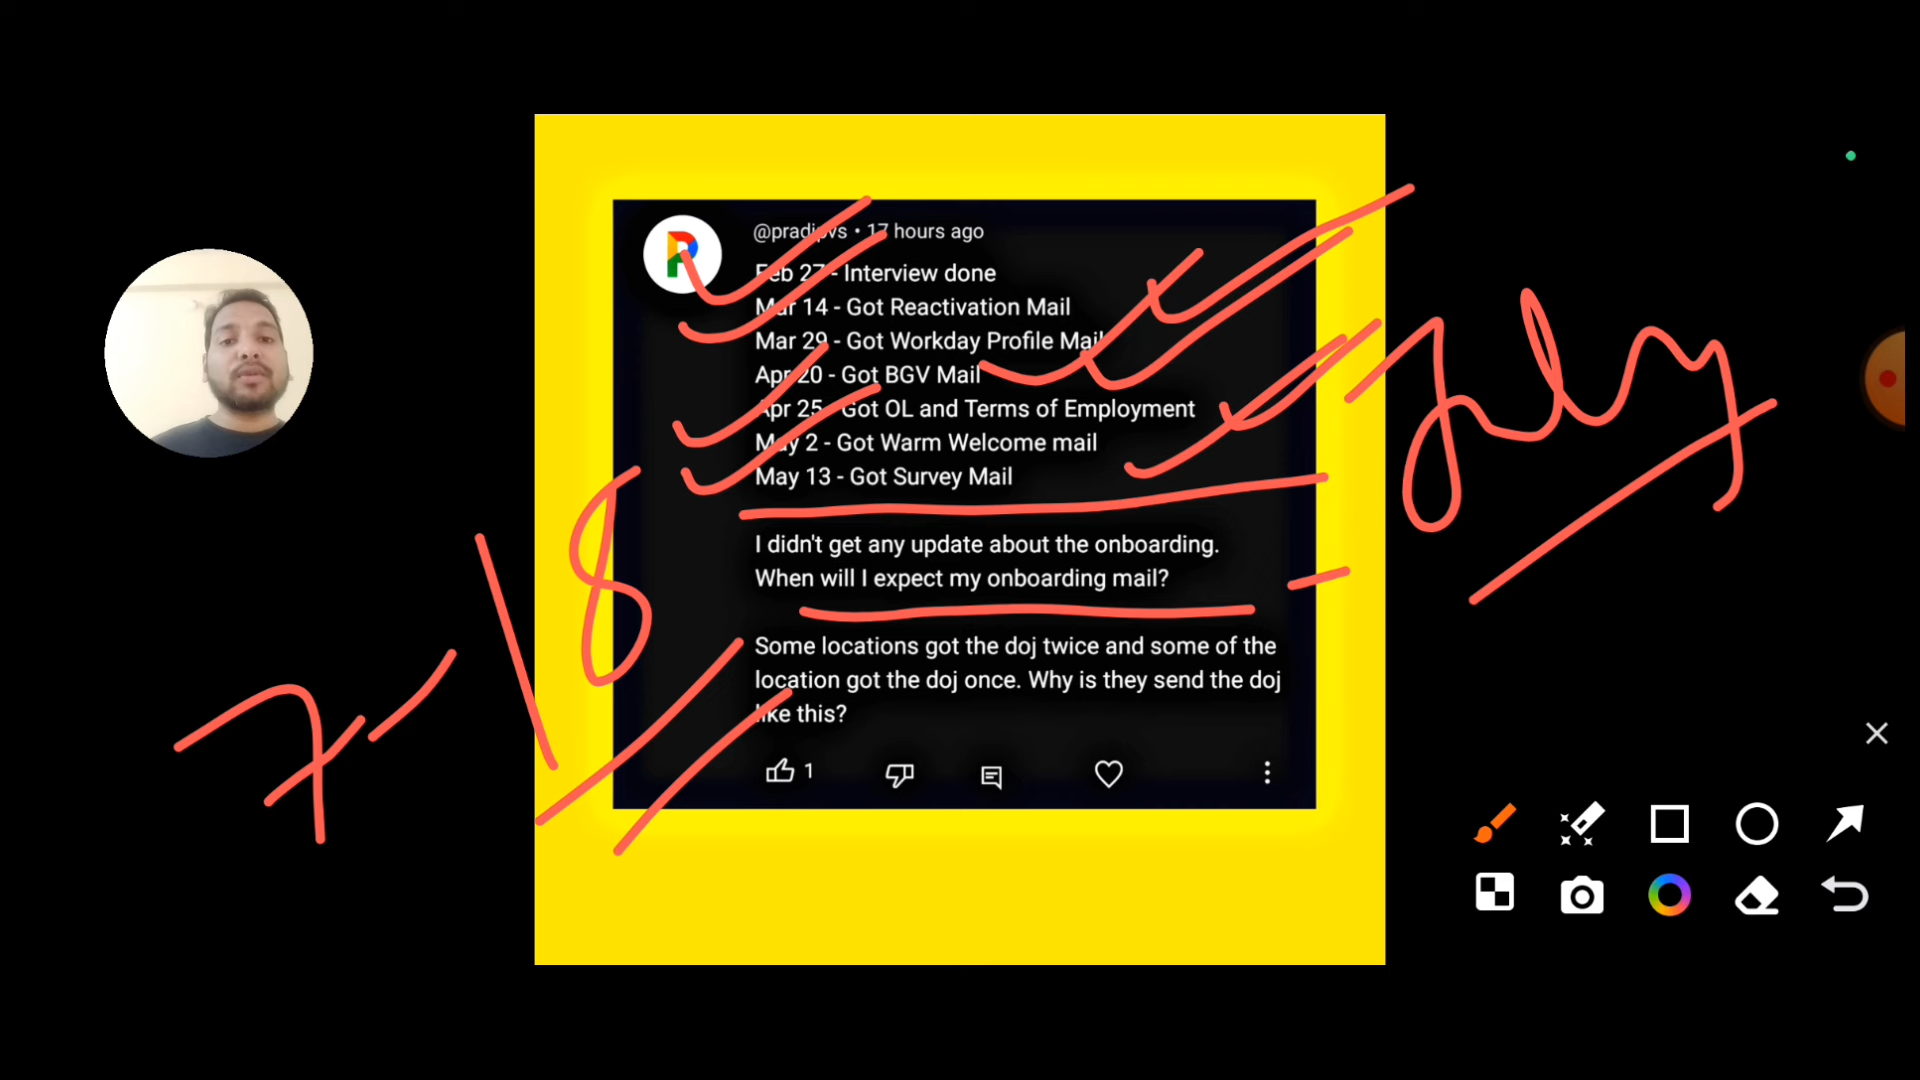 @pradipvs • 17 hours ago
Feb 27 - Interview done
Mar 14 - Got Reactivation Mail
Mar 29 - Got Workday Profile Mail
Apr 20 - Got BGV Mail
Apr 25 - Got OL and Terms of Employment
May 2 - Got Warm Welcome mail
May 13 - Got Survey Mail
I didn't get any update about the onboarding.
When will I expect my onboarding mail?
Some locations got the doj twice and some of the
location got the doj once. Why is they send the doj
like this?
1
July
7-18